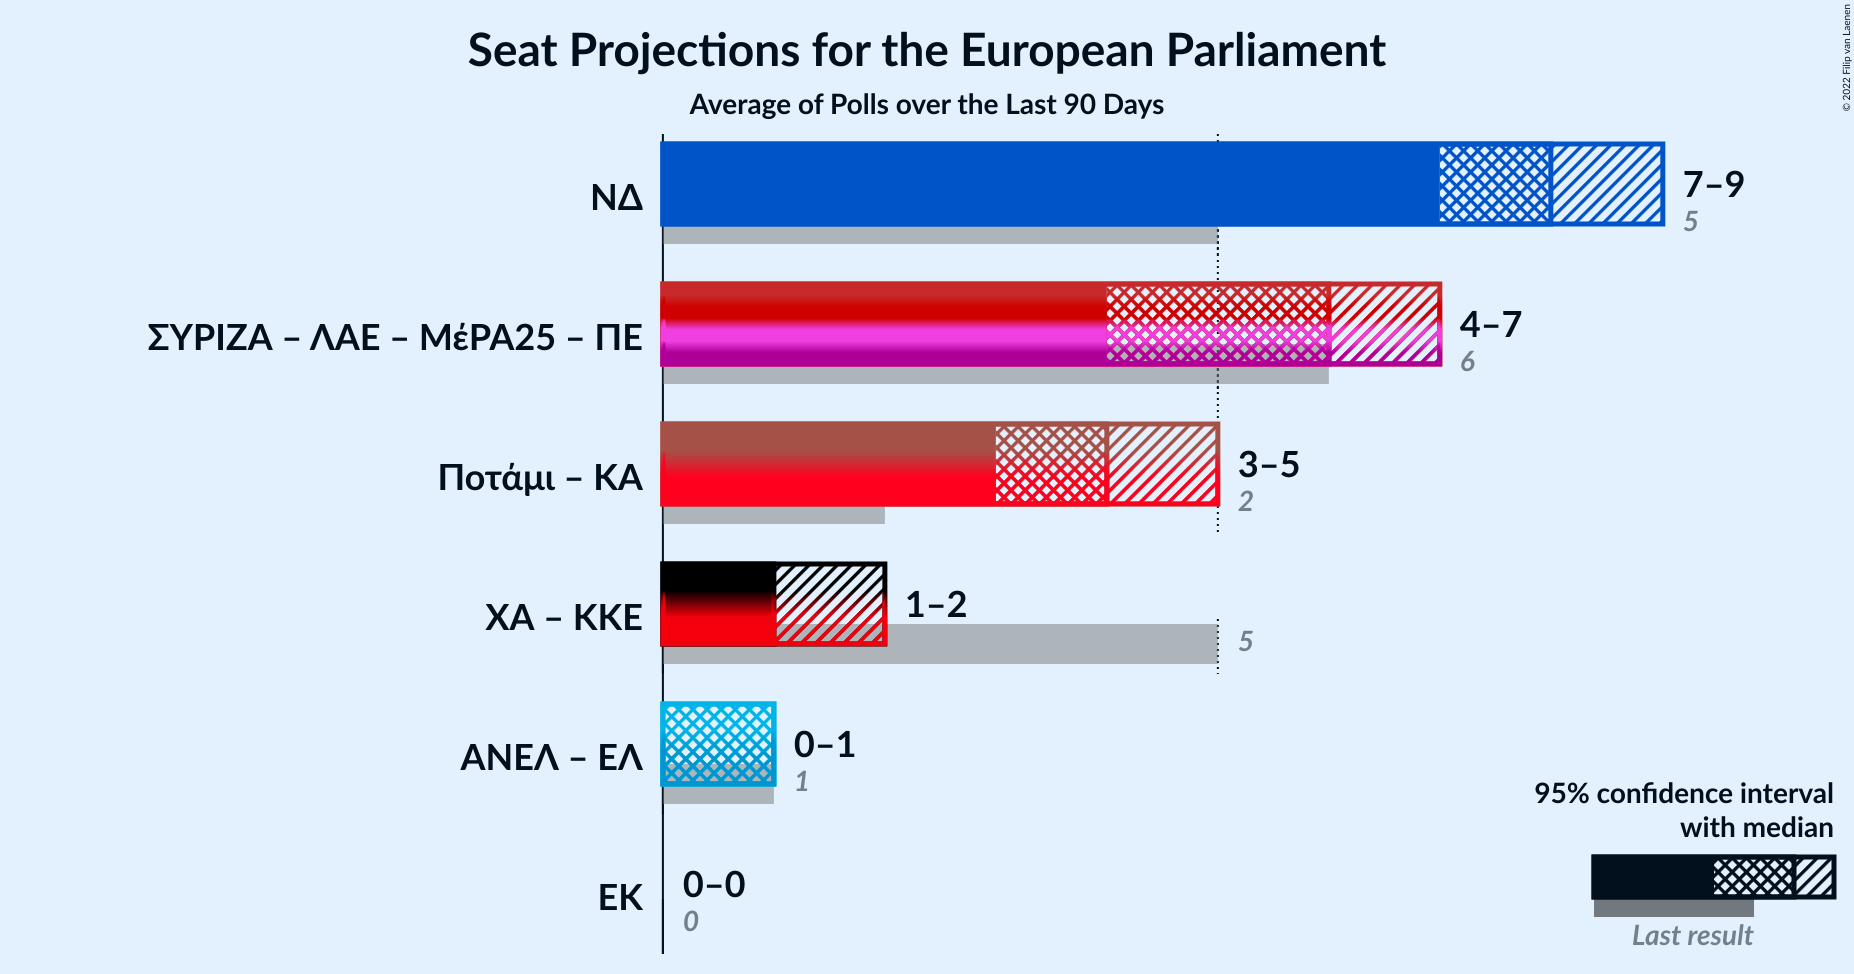 Seat Projections for the European Parliament
Average of Polls over the Last 90 Days
© 2022 Filip van Laenen
ΝΔ
7–9
5
ΣΥΡΙΖΑ – ΛΑΕ – ΜέΡΑ25 – ΠΕ
4–7
6
Ποτάμι – ΚΑ
3–5
2
ΧΑ – ΚΚΕ
1–2
5
ΑΝΕΛ – ΕΛ
0–1
1
ΕΚ
0–0
0
95% confidence interval
with median
Last result